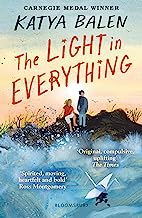 CARNEGIE MEDAL WINNER
KATYA BALEN
THE LIGHT IN
EVERYTHING
'Original, compulsive,
uplifting'
The Times
'Spirited, moving,
heartfelt and bold'
Ross Montgomery
BLOOMSBURY